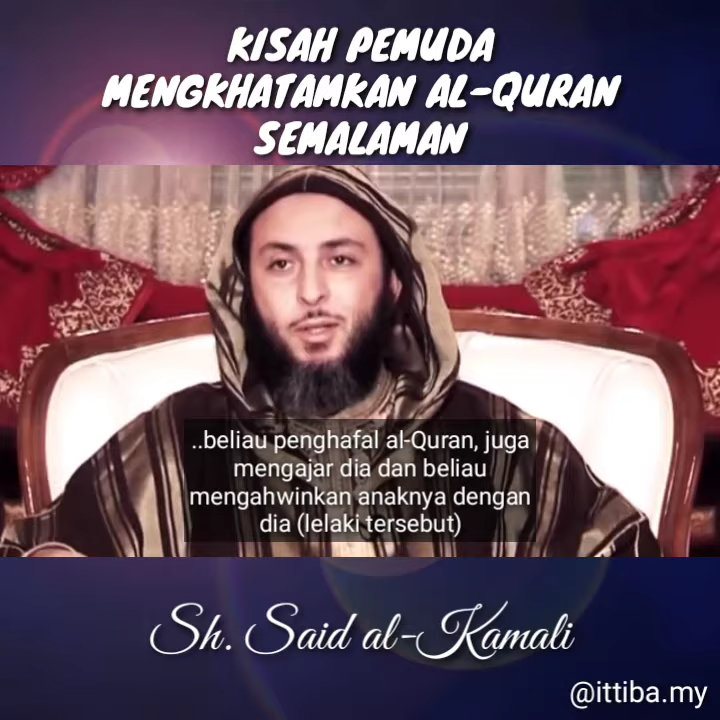 KISAH PEMUDA
MENGKHATAMKAN AL-QURAN
SEMALAMAN
..beliau penghafal al-Quran, juga
mengajar dia dan beliau
mengahwinkan anaknya dengan
dia (lelaki tersebut)
Sh. Said al-Kamali
@ittiba.my